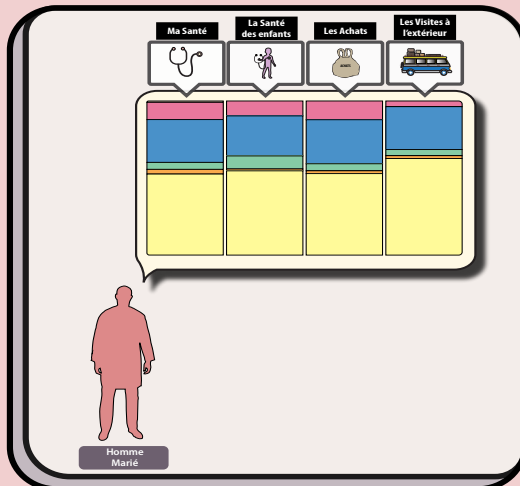 Ma Santé
La Santé
des enfants
Les Achats
Les Visites à
l'extérieur
ACHATS
Homme
Marié